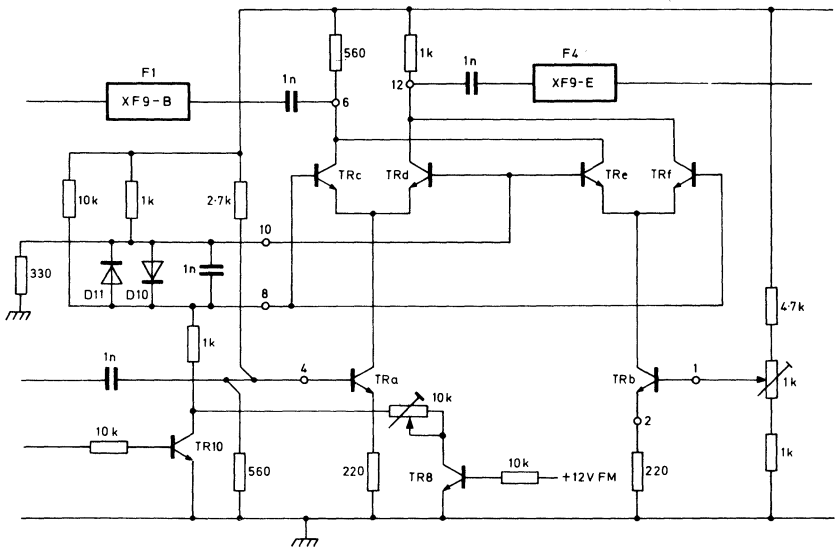 560
1k
1n
F4
XF9-E
12
F1
XF9-B
1n
6
TRc
TRd
TRe
TRf
10k
1k
2·7k
10
330
D11
D10
1n
8
4·7k
1k
1n
4
TRa
TRb
1
1k
10k
2
10k
TR10
560
220
TR8
10k
+12V FM
220
1k